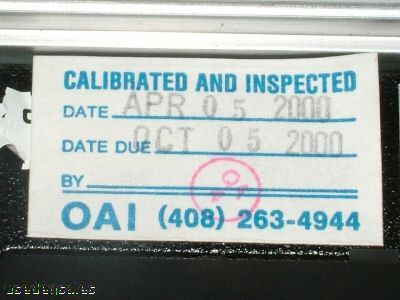 CALIBRATED AND INSPECTED
DATE APR 05 2000
DATE DUE OCT 05 2000
BY
OAI (408) 263-4944